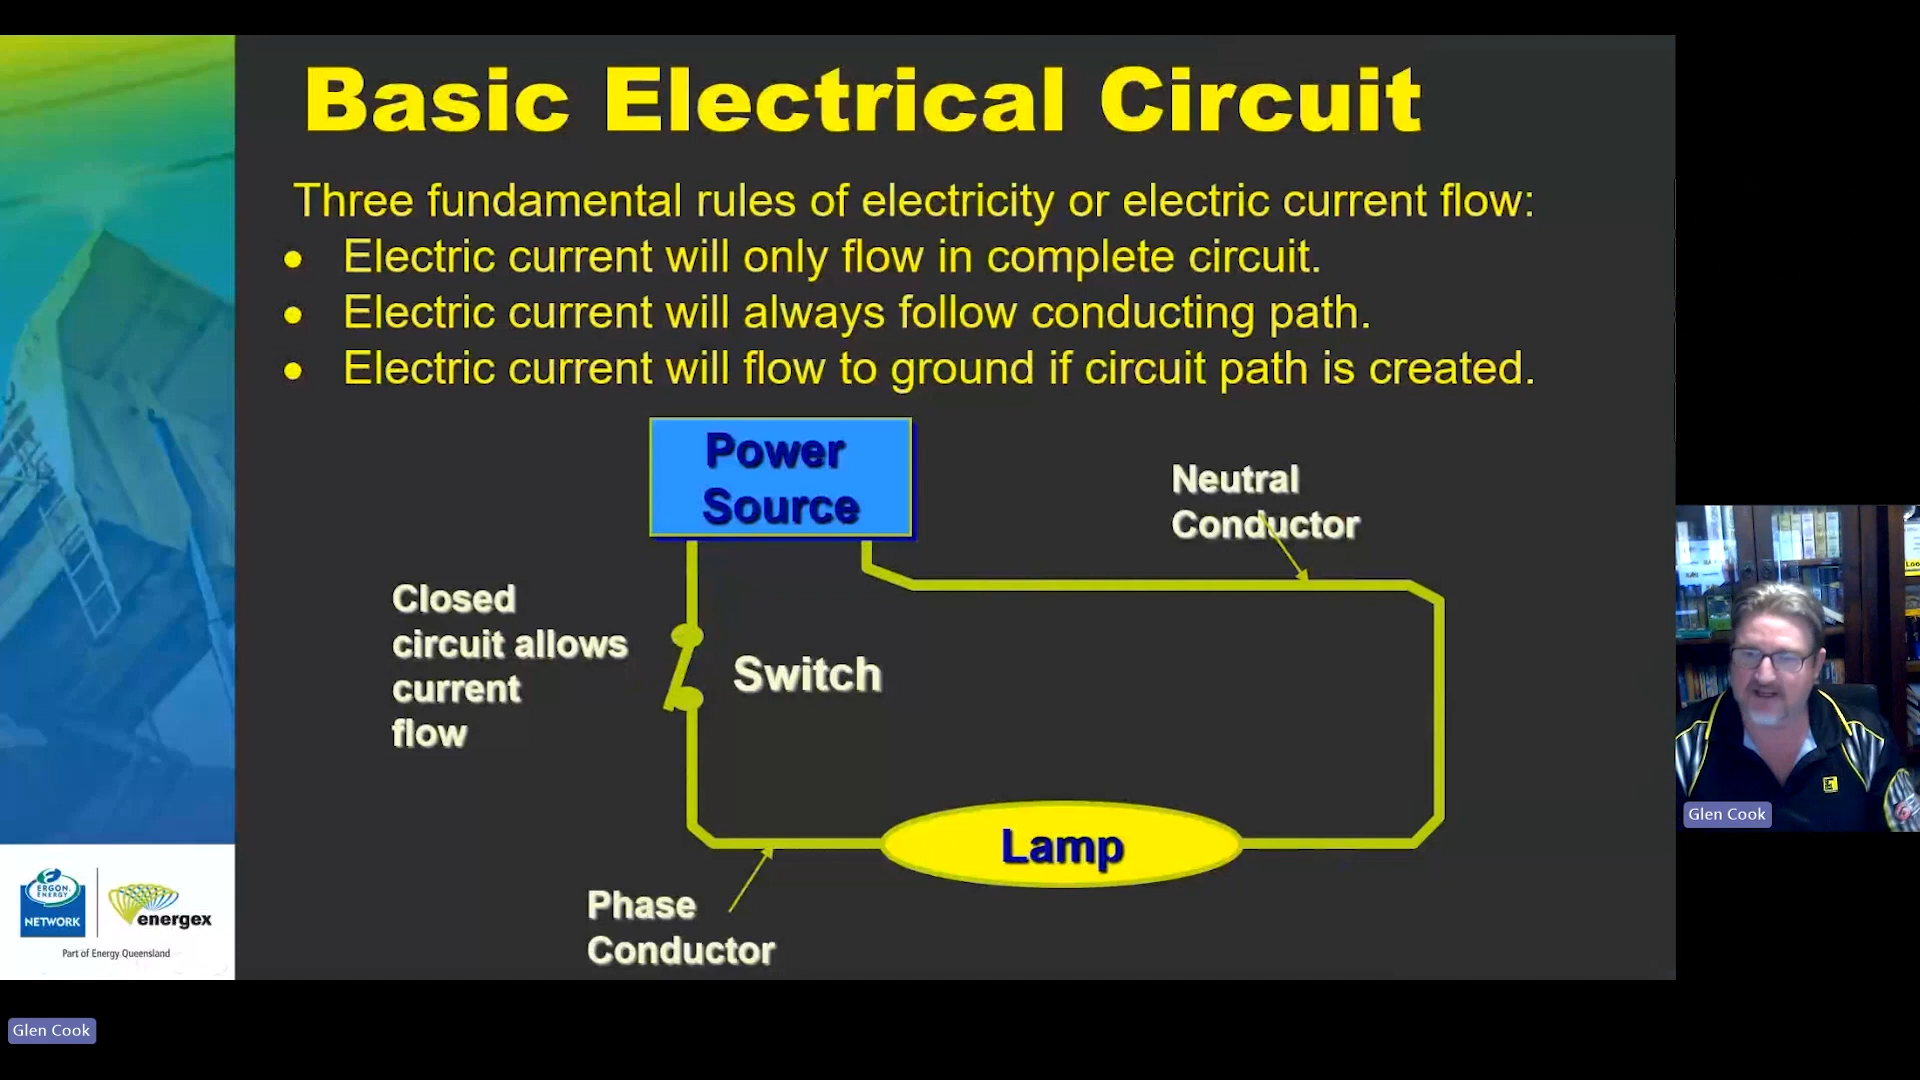 Basic Electrical Circuit
Three fundamental rules of electricity or electric current flow:
Electric current will only flow in complete circuit.
Electric current will always follow conducting path.
Electric current will flow to ground if circuit path is created.
Power
Source
Neutral
Conductor
Closed
circuit allows
current
flow
Switch
Lamp
Phase
Conductor
ERGON
ENERGY
NETWORK
energex
Part of Energy Queensland
Glen Cook
Glen Cook